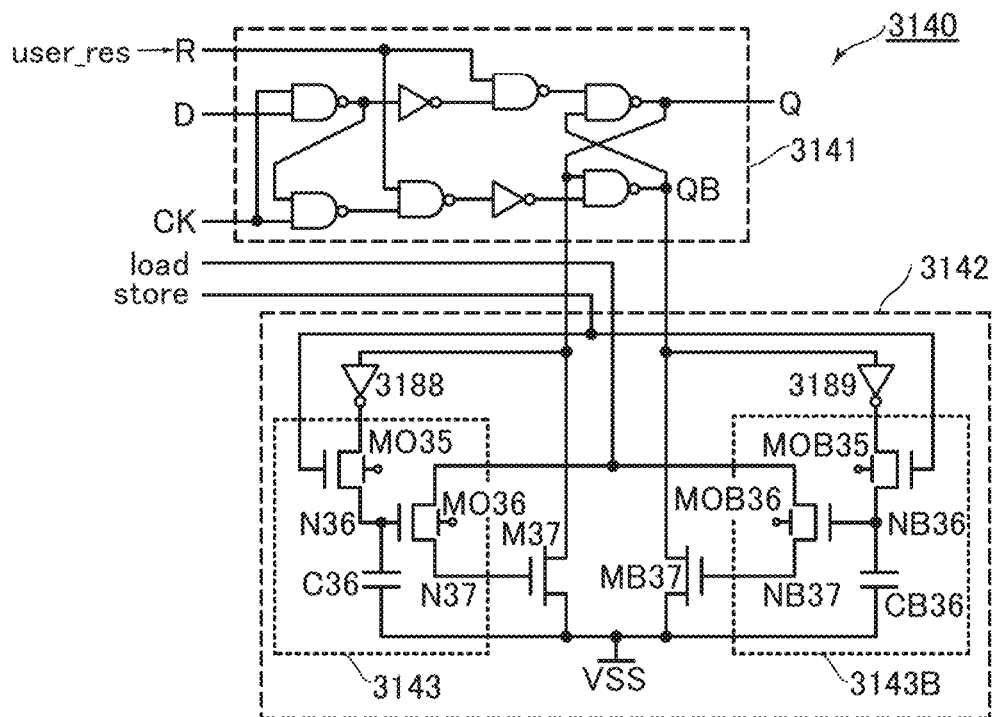 3140
user_res R
D
Q
3141
QB
CK
load
store
3142
3188
3189
MO35
MOB35
MO36
MOB36
N36
M37
NB36
C36
N37
MB37
NB37
CB36
VSS
3143
3143B